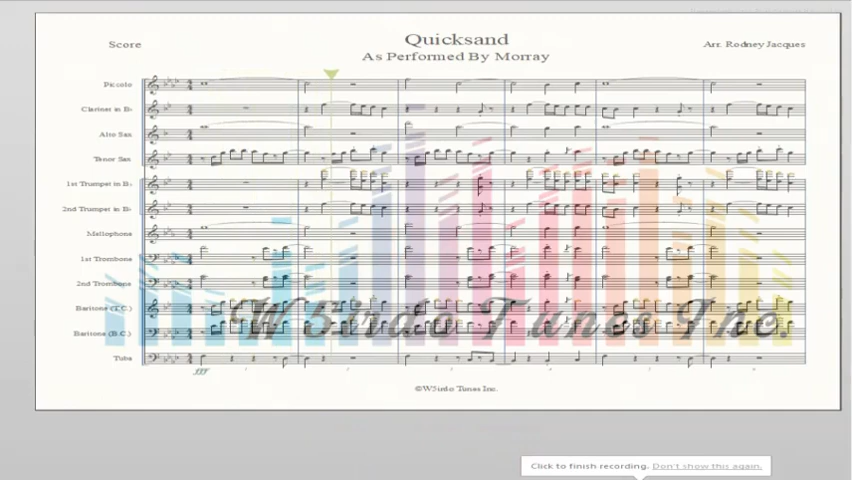 Score
Quicksand
As Performed By Morray
Arr. Rodney Jacques
Piccolo
Clarinet in B♭
Alto Sax
Tenor Sax
1st Trumpet in B♭
2nd Trumpet in B♭
Mellophone
1st Trombone
2nd Trombone
Baritone (T.C.)
Baritone (B.C.)
Tuba
fff
W5irdo Tunes Inc.
©W5irdo Tunes Inc.
Click to finish recording. Don't show this again.